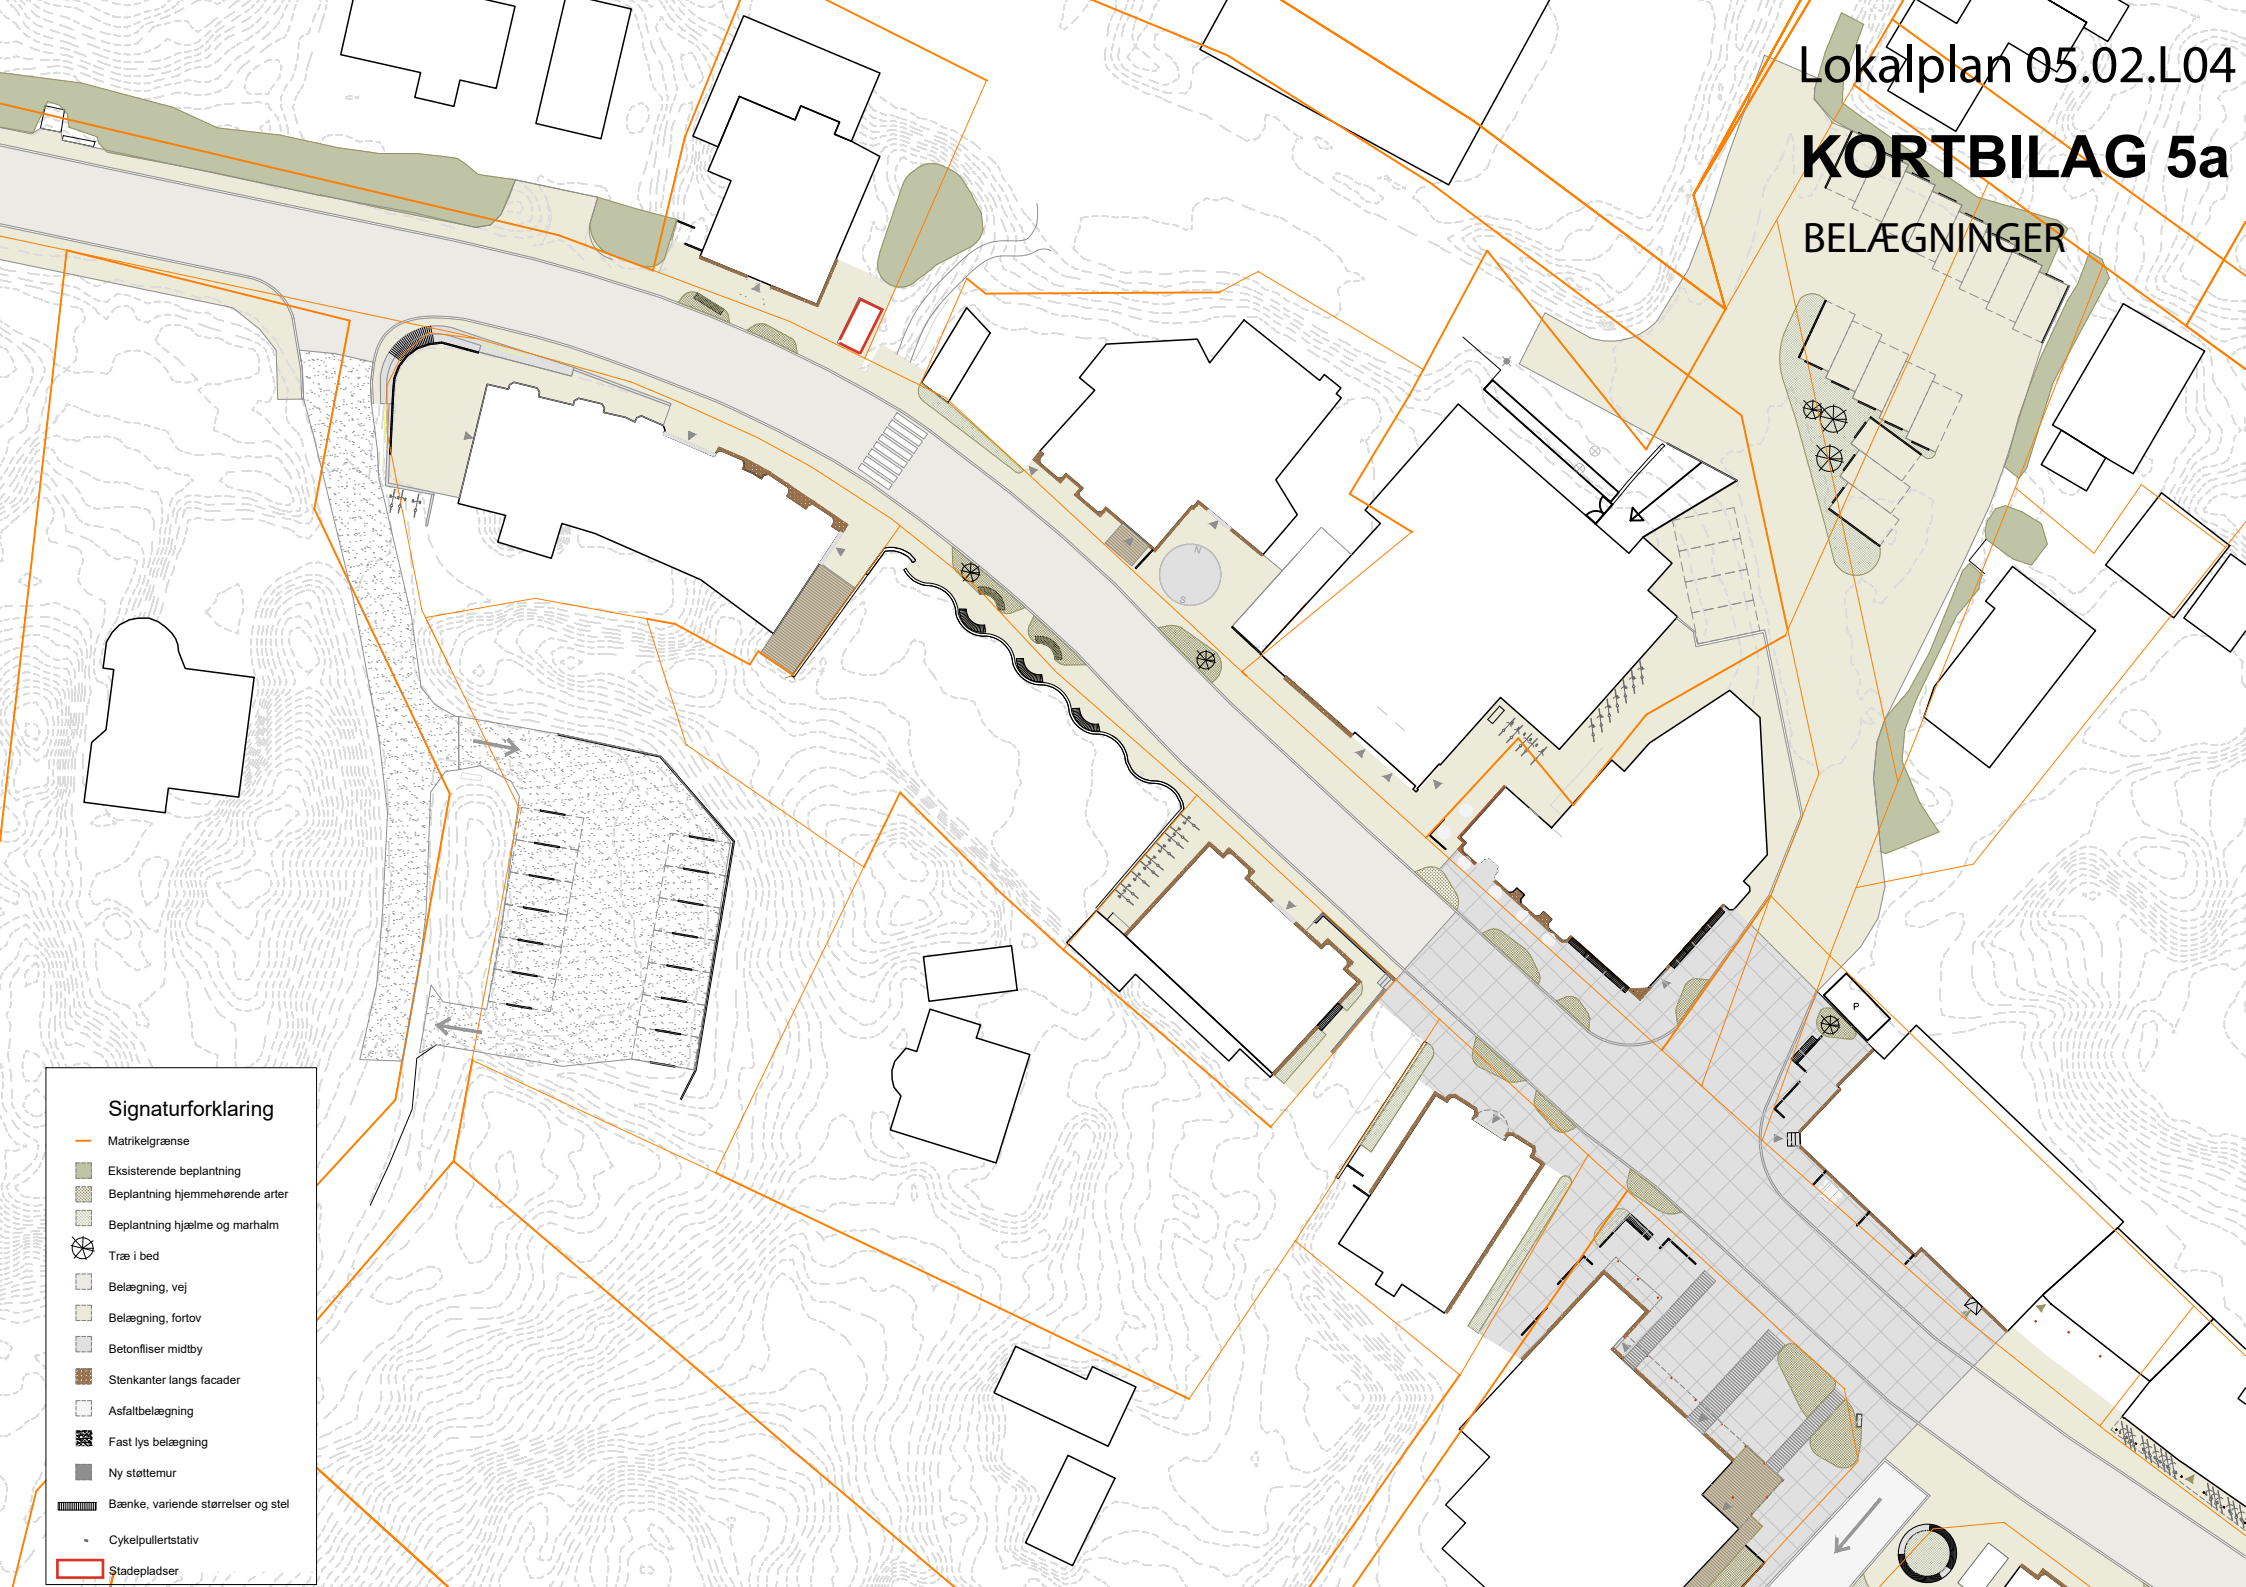 Lokalplan 05.02.L04
KORTBILAG 5a
BELÆGNINGER
N
S
P
Signaturforklaring
Matrikelgrænse
Eksisterende beplantning
Beplantning hjemmehørende arter
Beplantning hjælme og marhalm
Træ i bed
Belægning, vej
Belægning, fortov
Betonfliser midtby
Stenkanter langs facader
Asfaltbelægning
Fast lys belægning
Ny støttemur
Bænke, variende størrelser og stel
Cykelpullertstativ
Stadepladser